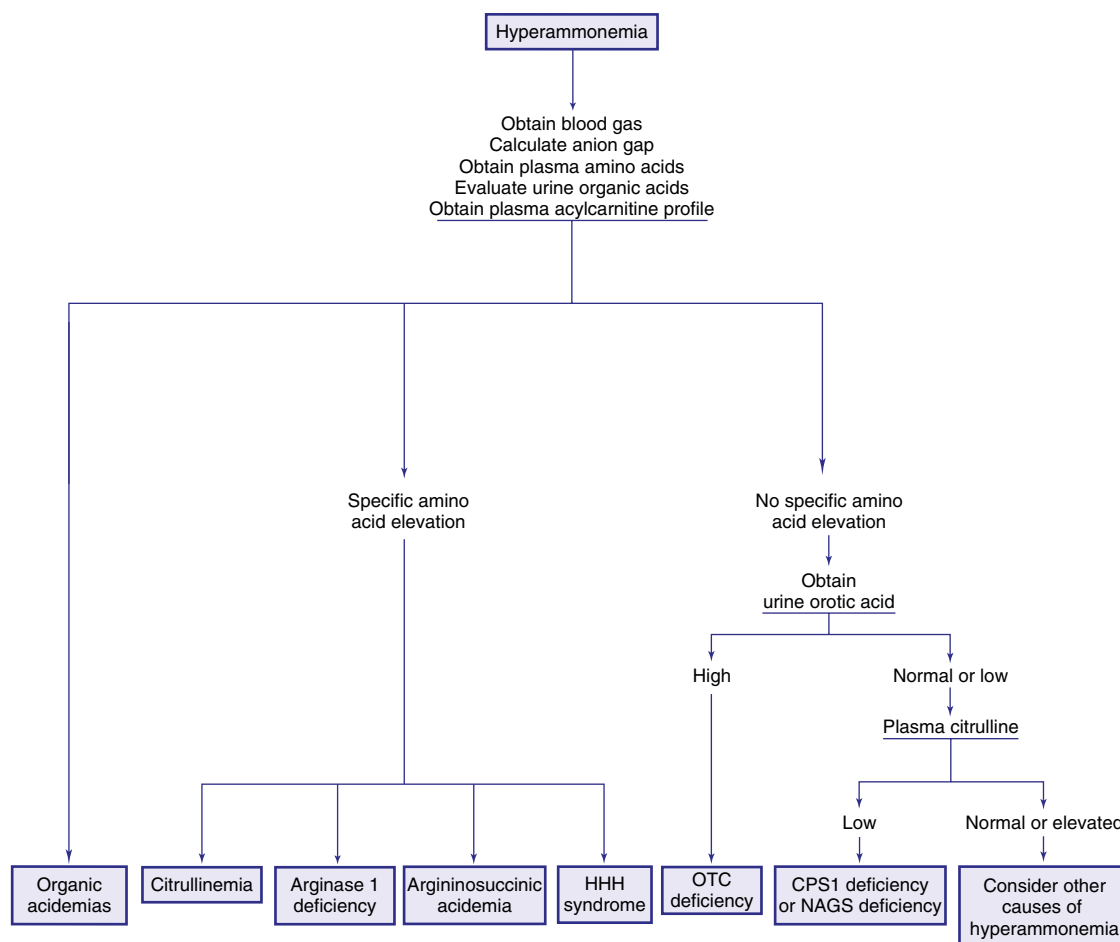 Hyperammonemia
Obtain blood gas
Calculate anion gap
Obtain plasma amino acids
Evaluate urine organic acids
Obtain plasma acylcarnitine profile
Specific amino
acid elevation
No specific amino
acid elevation
Obtain
urine orotic acid
High
Normal or low
Plasma citrulline
Low
Normal or elevated
Organic
acidemias
Citrullinemia
Arginase 1
deficiency
Argininosuccinic
acidemia
HHH
syndrome
OTC
deficiency
CPS1 deficiency
or NAGS deficiency
Consider other
causes of
hyperammonemia